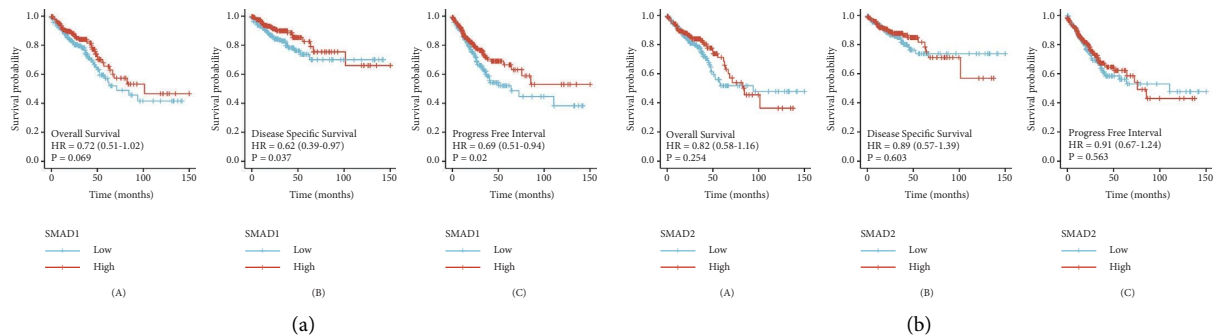 Survival probability
1.0
0.8
0.6
0.4
0.2
0.0
Overall Survival
HR = 0.72 (0.51-1.02)
P = 0.069
0 50 100 150
Time (months)
SMAD1
Low
High
(A)
Survival probability
1.0
0.8
0.6
0.4
0.2
0.0
Disease Specific Survival
HR = 0.62 (0.39-0.97)
P = 0.037
0 50 100 150
Time (months)
SMAD1
Low
High
(B)
Survival probability
1.0
0.8
0.6
0.4
0.2
0.0
Progress Free Interval
HR = 0.69 (0.51-0.94)
P = 0.02
0 50 100 150
Time (months)
SMAD1
Low
High
(C)
(a)
Survival probability
1.0
0.8
0.6
0.4
0.2
0.0
Overall Survival
HR = 0.82 (0.58-1.16)
P = 0.254
0 50 100 150
Time (months)
SMAD2
Low
High
(A)
Survival probability
1.0
0.8
0.6
0.4
0.2
0.0
Disease Specific Survival
HR = 0.89 (0.57-1.39)
P = 0.603
0 50 100 150
Time (months)
SMAD2
Low
High
(B)
Survival probability
1.0
0.8
0.6
0.4
0.2
0.0
Progress Free Interval
HR = 0.91 (0.67-1.24)
P = 0.563
0 50 100 150
Time (months)
SMAD2
Low
High
(C)
(b)